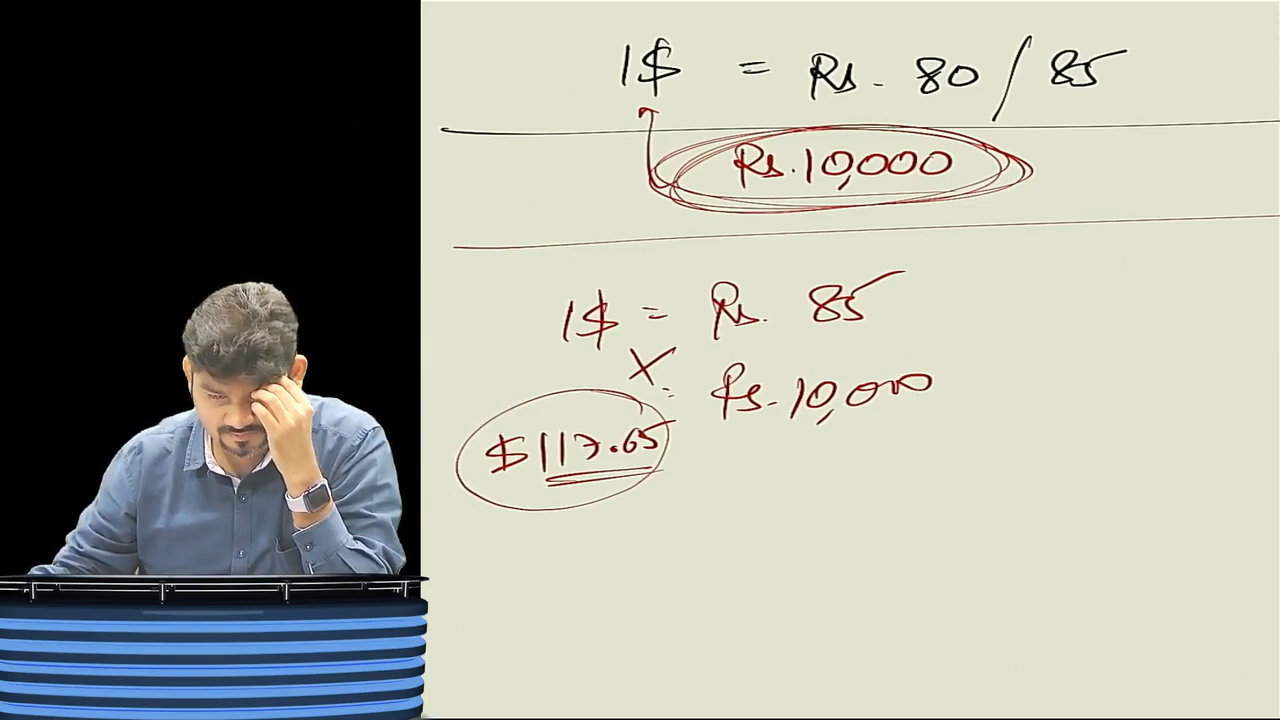 1$ = Rs. 80/85
Rs. 10,000
1$ = Rs. 85
X = Rs. 10,000
$117.65